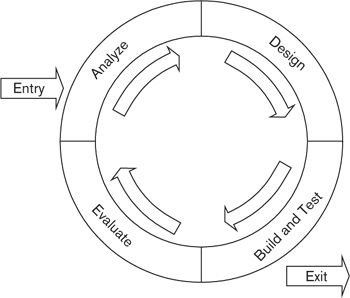 Entry
Analyze
Design
Build and Test
Evaluate
Exit